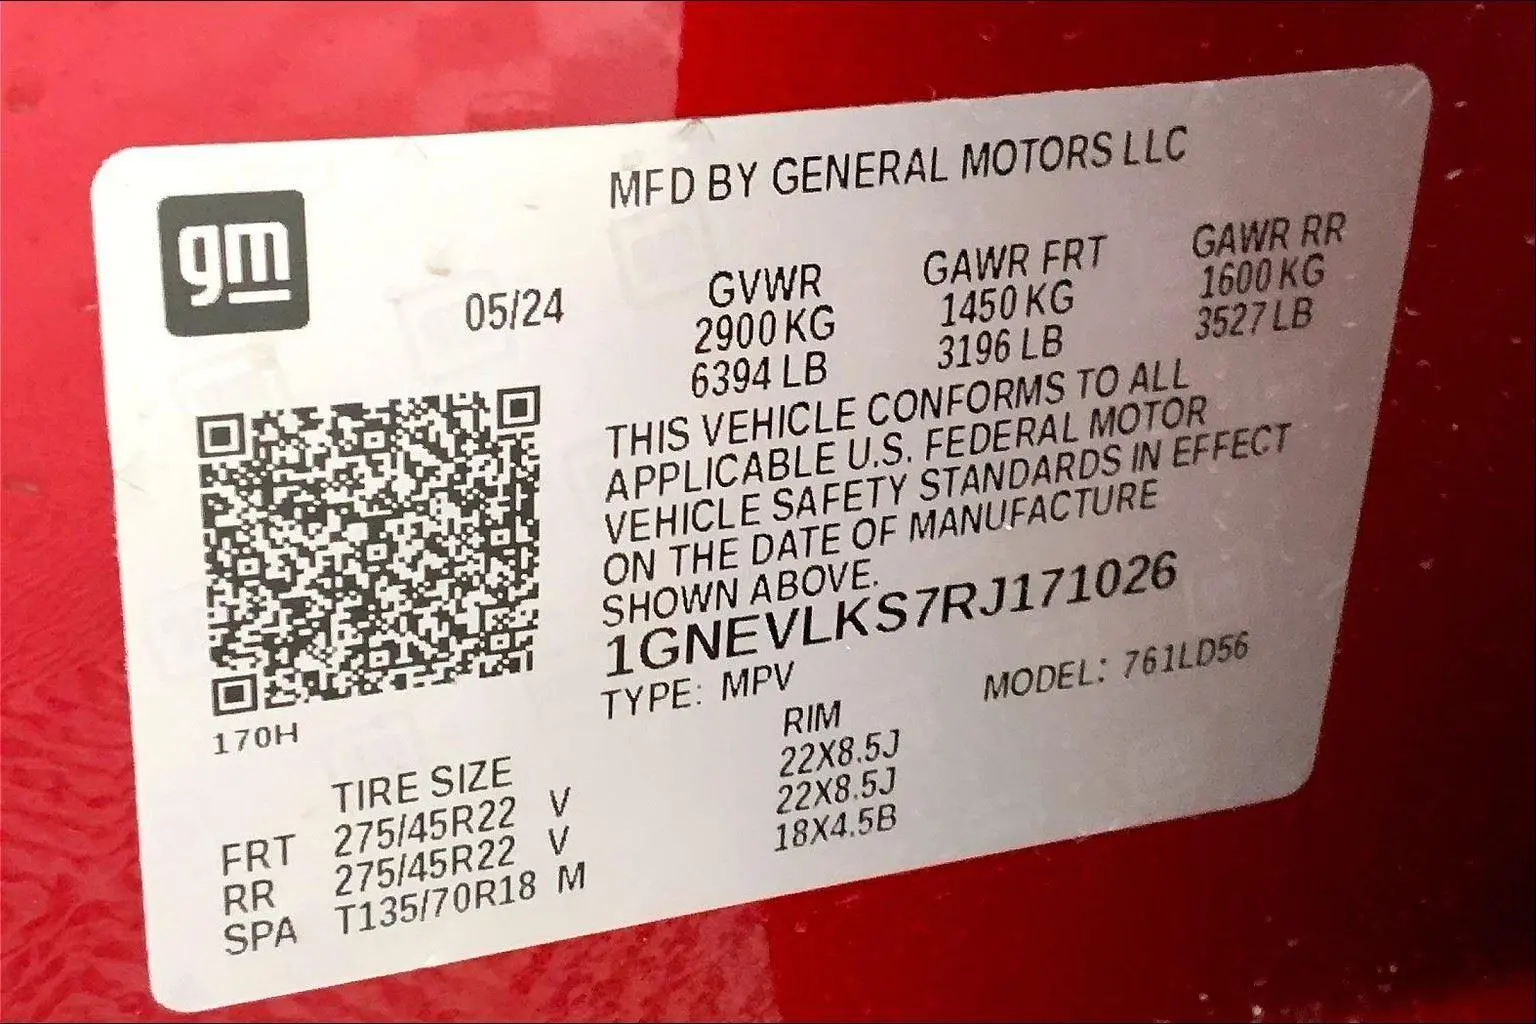 gm
MFD BY GENERAL MOTORS LLC
05/24
GVWR GAWR FRT GAWR RR
2900 KG 1450 KG 1600 KG
6394 LB 3196 LB 3527 LB
THIS VEHICLE CONFORMS TO ALL
APPLICABLE U.S. FEDERAL MOTOR
VEHICLE SAFETY STANDARDS IN EFFECT
ON THE DATE OF MANUFACTURE
SHOWN ABOVE.
1GNEVLKS7RJ171026
TYPE: MPV MODEL: 761LD56
170H
TIRE SIZE RIM
FRT 275/45R22 V 22X8.5J
RR 275/45R22 V 22X8.5J
SPA T135/70R18 M 18X4.5B